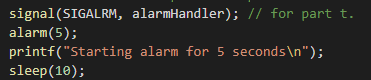 signal(SIGALRM, alarmHandler); // for part t.
alarm(5);
printf("Starting alarm for 5 seconds\n");
sleep(10);